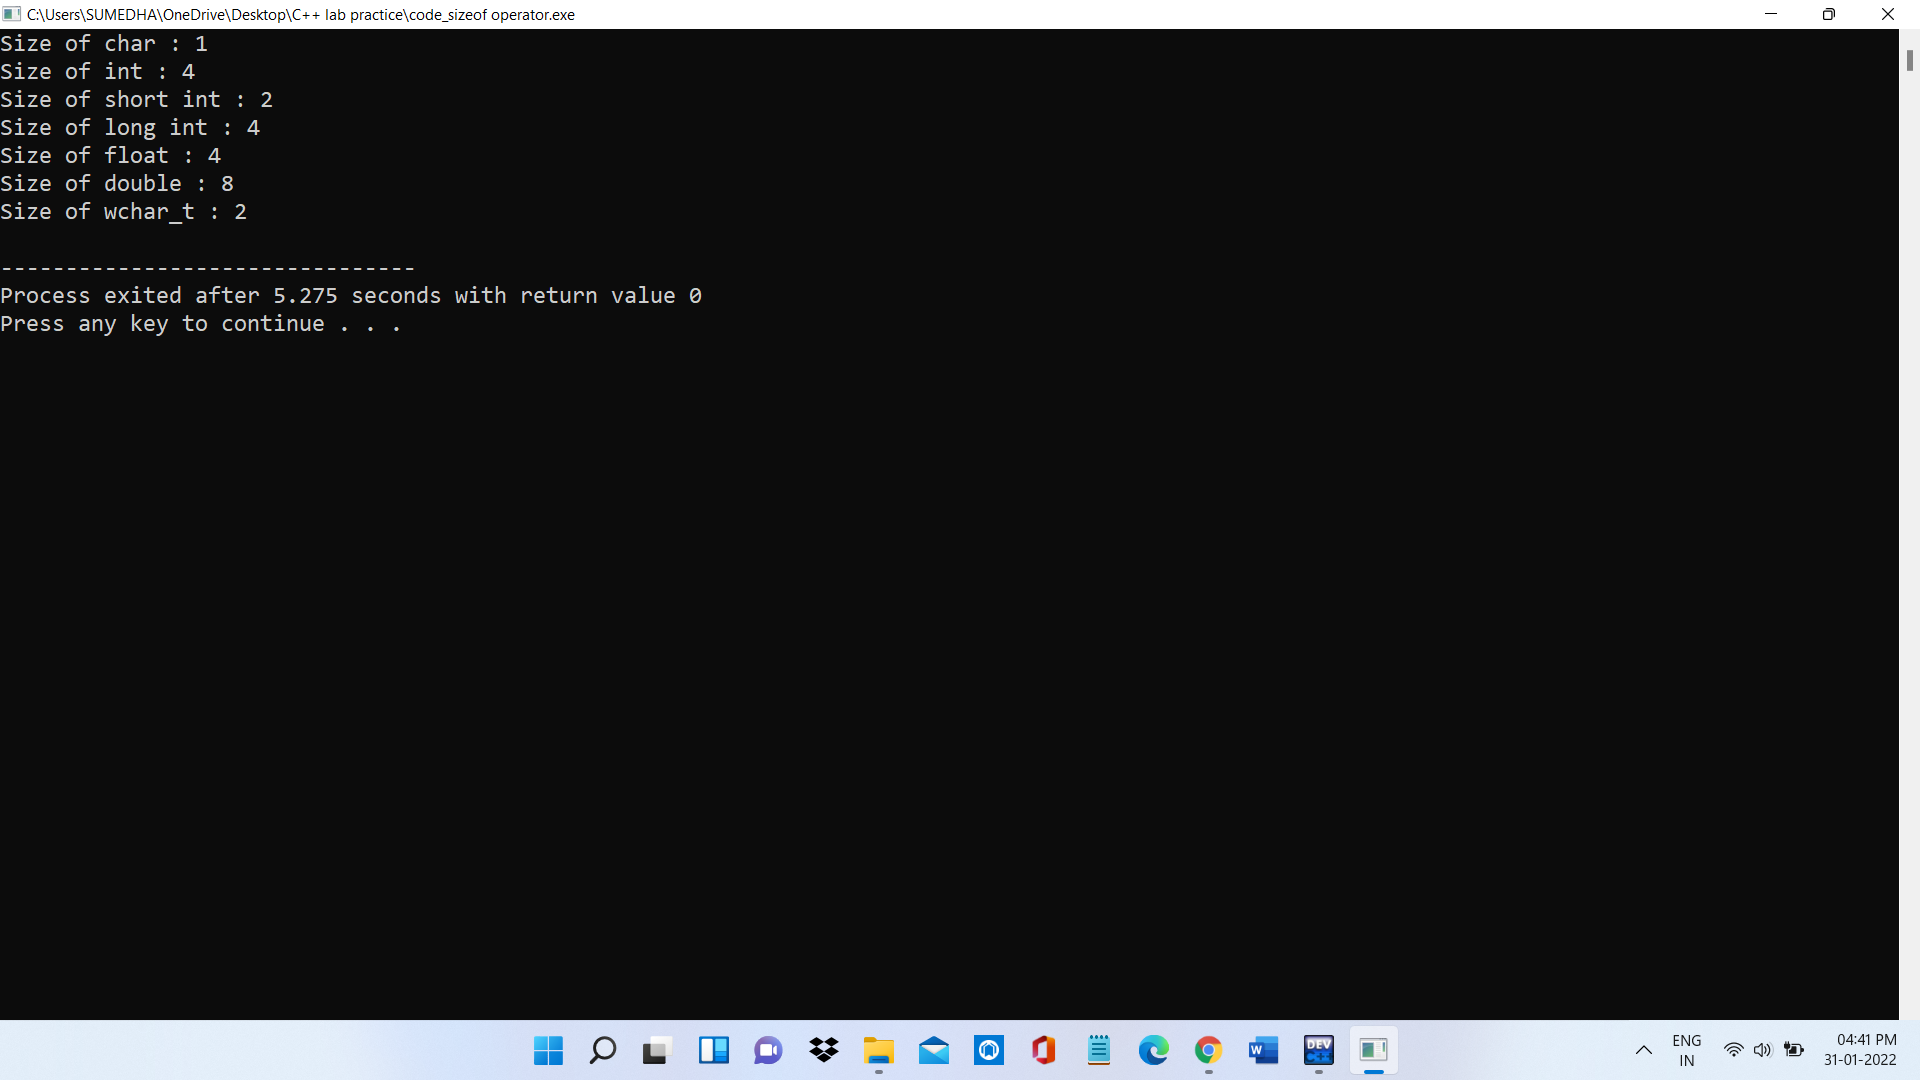 C:\Users\SUMEDHA\OneDrive\Desktop\C++ lab practice\code_sizeof operator.exe
Size of char : 1
Size of int : 4
Size of short int : 2
Size of long int : 4
Size of float : 4
Size of double : 8
Size of wchar_t : 2
--------------------------------
Process exited after 5.275 seconds with return value 0
Press any key to continue . . .
W
DEV
C++
ENG
IN
04:41 PM
31-01-2022